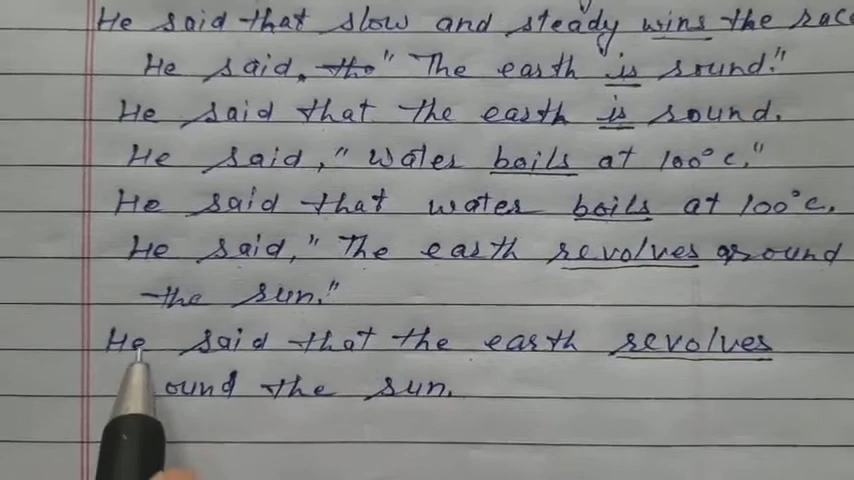 He said that slow and steady wins the race
He said, "The earth is round."
He said that the earth is round.
He said, "Water boils at 100°c."
He said that water boils at 100°c.
He said, "The earth revolves around
the sun."
He said that the earth revolves
ound the sun.